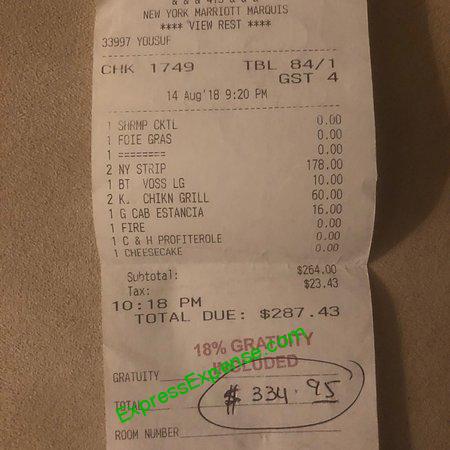 NEW YORK MARRIOTT MARQUIS
**** VIEW REST ****
33997 YOUSUF
CHK 1749 TBL 84/1
GST 4
14 Aug'18 9:20 PM
1 SHRMP CKTL 0.00
1 FOIE GRAS 0.00
1 ======== 0.00
2 NY STRIP 178.00
1 BT VOSS LG 10.00
2 K. CHIKN GRILL 60.00
1 G CAB ESTANCIA 16.00
1 FIRE 0.00
1 C & H PROFITEROLE 0.00
1 CHEESECAKE 0.00
Subtotal: $264.00
Tax: $23.43
10:18 PM
TOTAL DUE: $287.43
18% GRATUITY
INCLUDED
GRATUITY
TOTAL $ 334.95
ROOM NUMBER
ExpressExpense.com